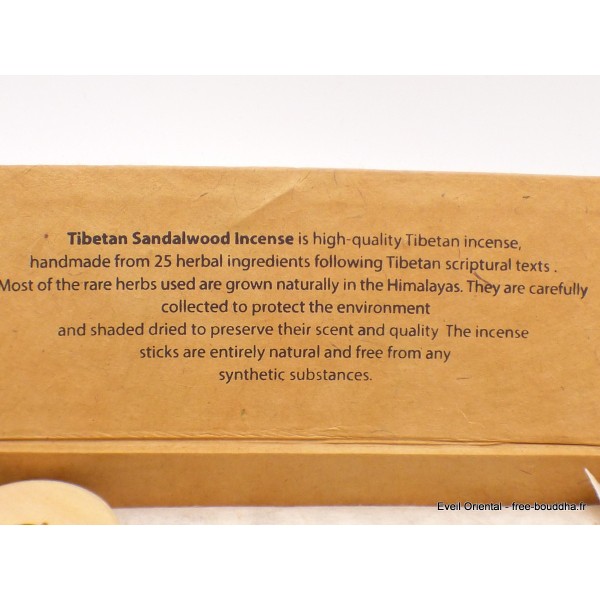 Tibetan Sandalwood Incense is high-quality Tibetan incense,
handmade from 25 herbal ingredients following Tibetan scriptural texts .
Most of the rare herbs used are grown naturally in the Himalayas. They are carefully
collected to protect the environment
and shaded dried to preserve their scent and quality The incense
sticks are entirely natural and free from any
synthetic substances.
Eveil Oriental - free-bouddha.fr